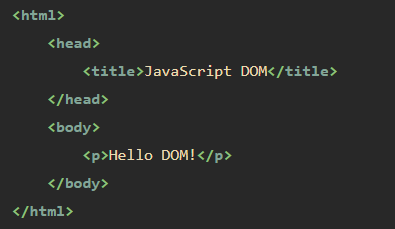 <html>
    <head>
        <title>JavaScript DOM</title>
    </head>
    <body>
        <p>Hello DOM!</p>
    </body>
</html>